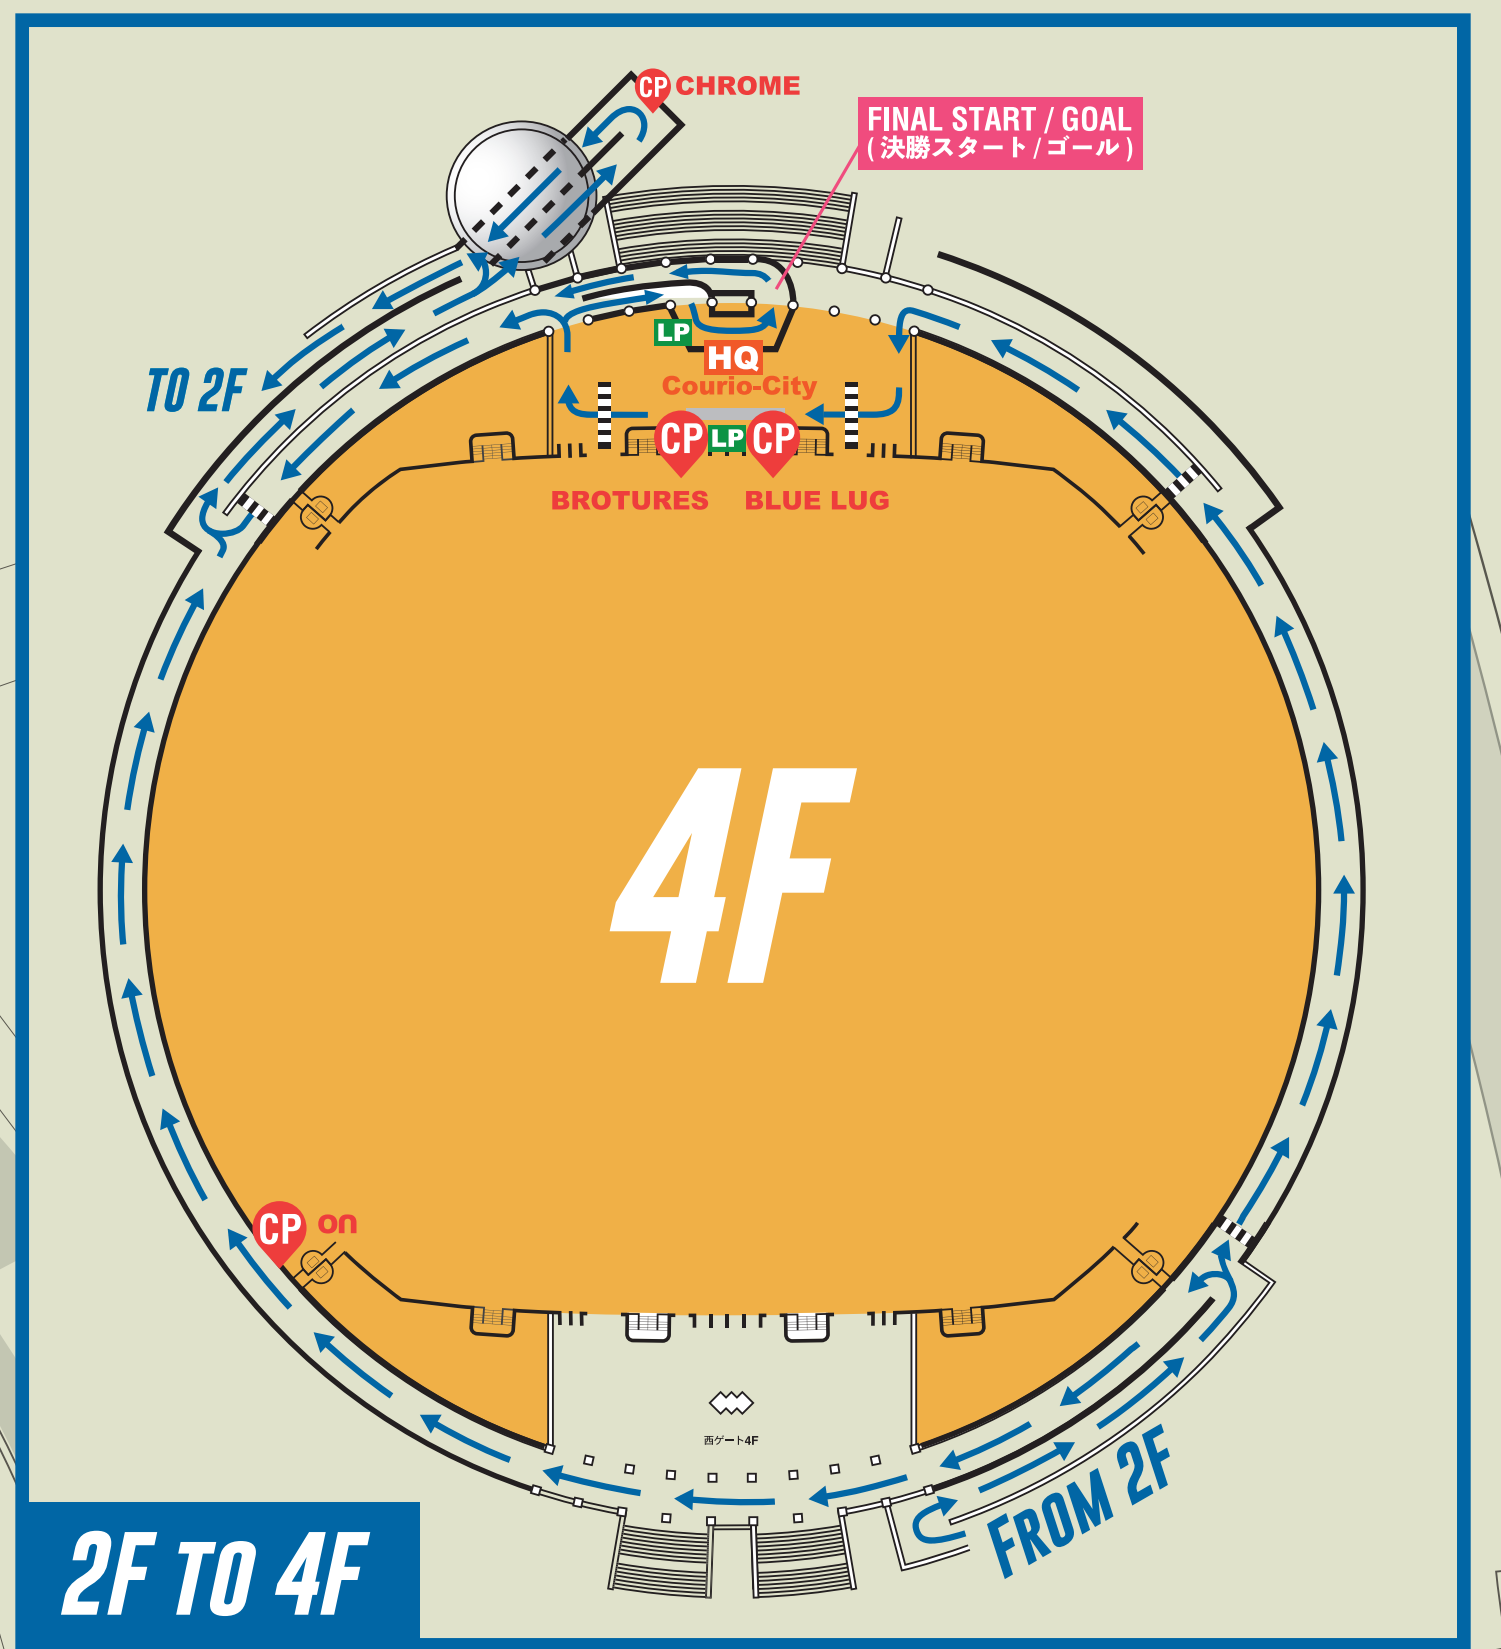 CP CHROME
FINAL START / GOAL
( 決勝スタート / ゴール )
TO 2F
LP
HQ
Courio-City
CP LP CP
BROTURES BLUE LUG
4F
CP on
西ゲート4F
FROM 2F
2F TO 4F